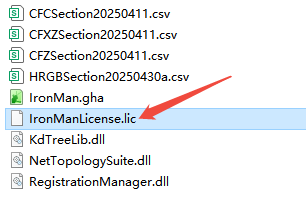 CFCSection20250411.csv
CFXZSection20250411.csv
CFZSection20250411.csv
HRGBSection20250430a.csv
IronMan.gha
IronManLicense.lic
KdTreeLib.dll
NetTopologySuite.dll
RegistrationManager.dll